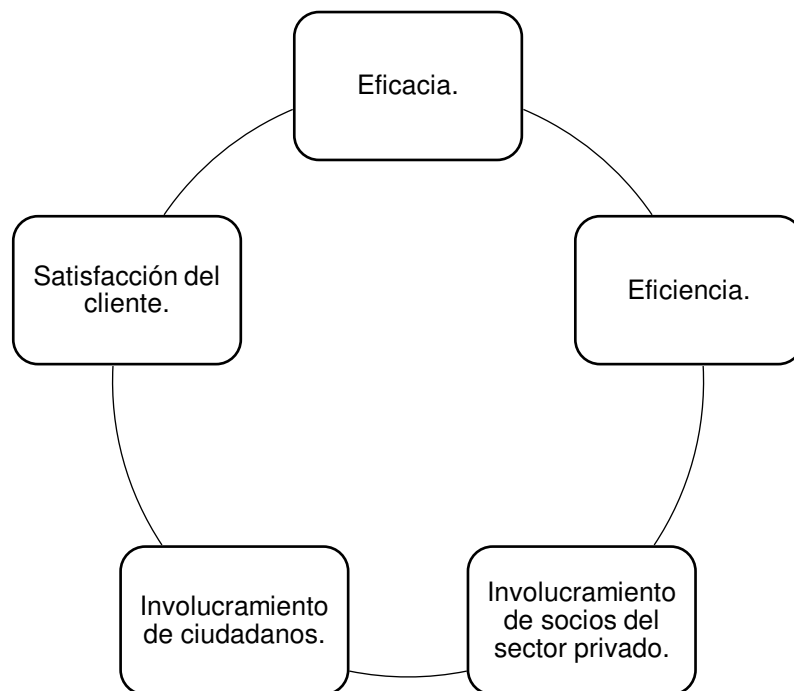 Eficacia.
Satisfacción del
cliente.
Eficiencia.
Involucramiento
de ciudadanos.
Involucramiento
de socios del
sector privado.